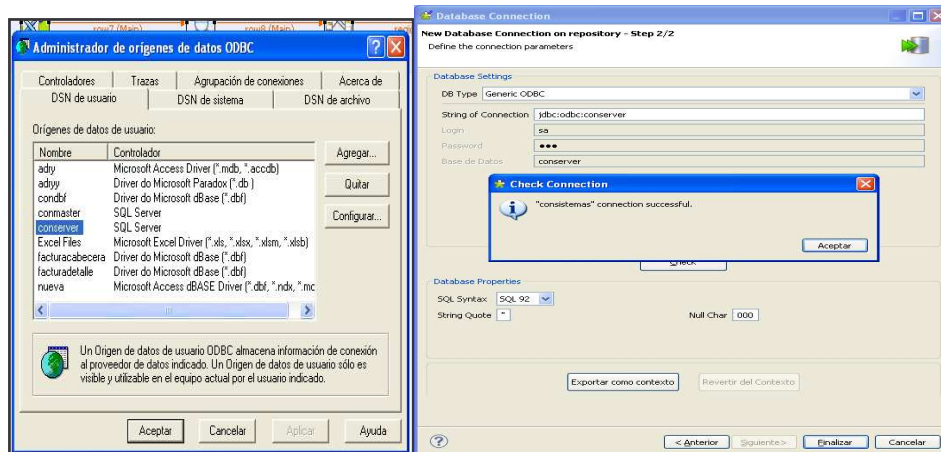 row7 (Main)
row8 (Main)
Administrador de orígenes de datos ODBC
Controladores Trazas Agrupación de conexiones Acerca de
DSN de usuario DSN de sistema DSN de archivo
Orígenes de datos de usuario:
Nombre Controlador
adry Microsoft Access Driver (*.mdb, *.accdb)
adryy Driver do Microsoft Paradox (*.db )
condbf Driver do Microsoft dBase (*.dbf)
conmaster SQL Server
conserver SQL Server
Excel Files Microsoft Excel Driver (*.xls, *.xlsx, *.xlsm, *.xlsb)
facturacabecera Driver do Microsoft dBase (*.dbf)
facturadetalle Driver do Microsoft dBase (*.dbf)
nueva Microsoft Access dBASE Driver (*.dbf, *.ndx, *.mc
Agregar...
Quitar
Configurar...
Un Origen de datos de usuario ODBC almacena información de conexión
al proveedor de datos indicado. Un Origen de datos de usuario sólo es
visible y utilizable en el equipo actual por el usuario indicado.
Aceptar Cancelar Aplicar Ayuda
Database Connection
New Database Connection on repository - Step 2/2
Define the connection parameters
Database Settings
DB Type Generic ODBC
String of Connection jdbc:odbc:conserver
Login sa
Password •••
Base de Datos conserver
Check Connection
"consistemas" connection successful.
Aceptar
Check
Database Properties
SQL Syntax SQL 92
String Quote " Null Char 000
Exportar como contexto Revertir del Contexto
? < Anterior Siguiente > Finalizar Cancelar